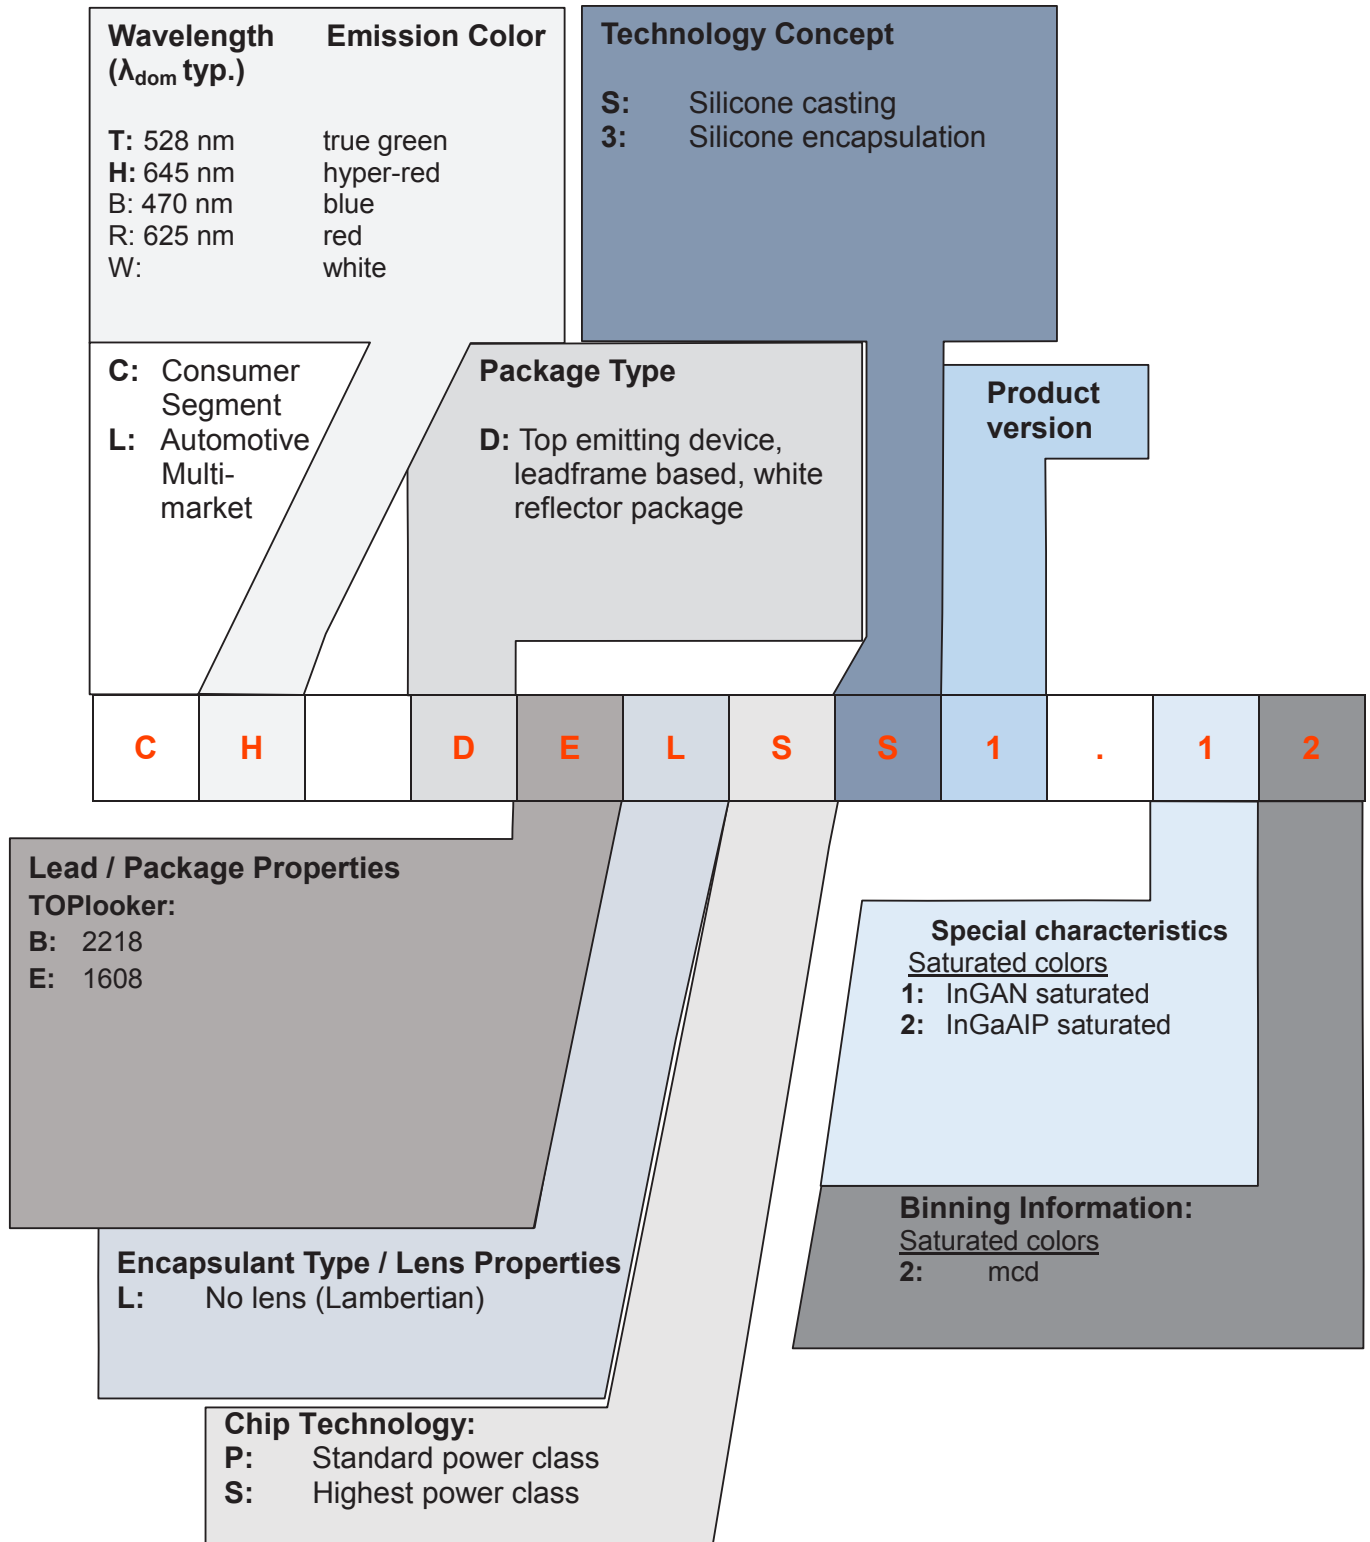 Wavelength Emission Color
(λdom typ.)
T: 528 nm true green
H: 645 nm hyper-red
B: 470 nm blue
R: 625 nm red
W: white
Technology Concept
S: Silicone casting
3: Silicone encapsulation
C: Consumer
Segment
L: Automotive
Multi-
market
Package Type
D: Top emitting device,
leadframe based, white
reflector package
Product
version
C H D E L S S 1 . 1 2
Lead / Package Properties
TOPlooker:
B: 2218
E: 1608
Special characteristics
Saturated colors
1: InGAN saturated
2: InGaAlP saturated
Binning Information:
Saturated colors
2: mcd
Encapsulant Type / Lens Properties
L: No lens (Lambertian)
Chip Technology:
P: Standard power class
S: Highest power class